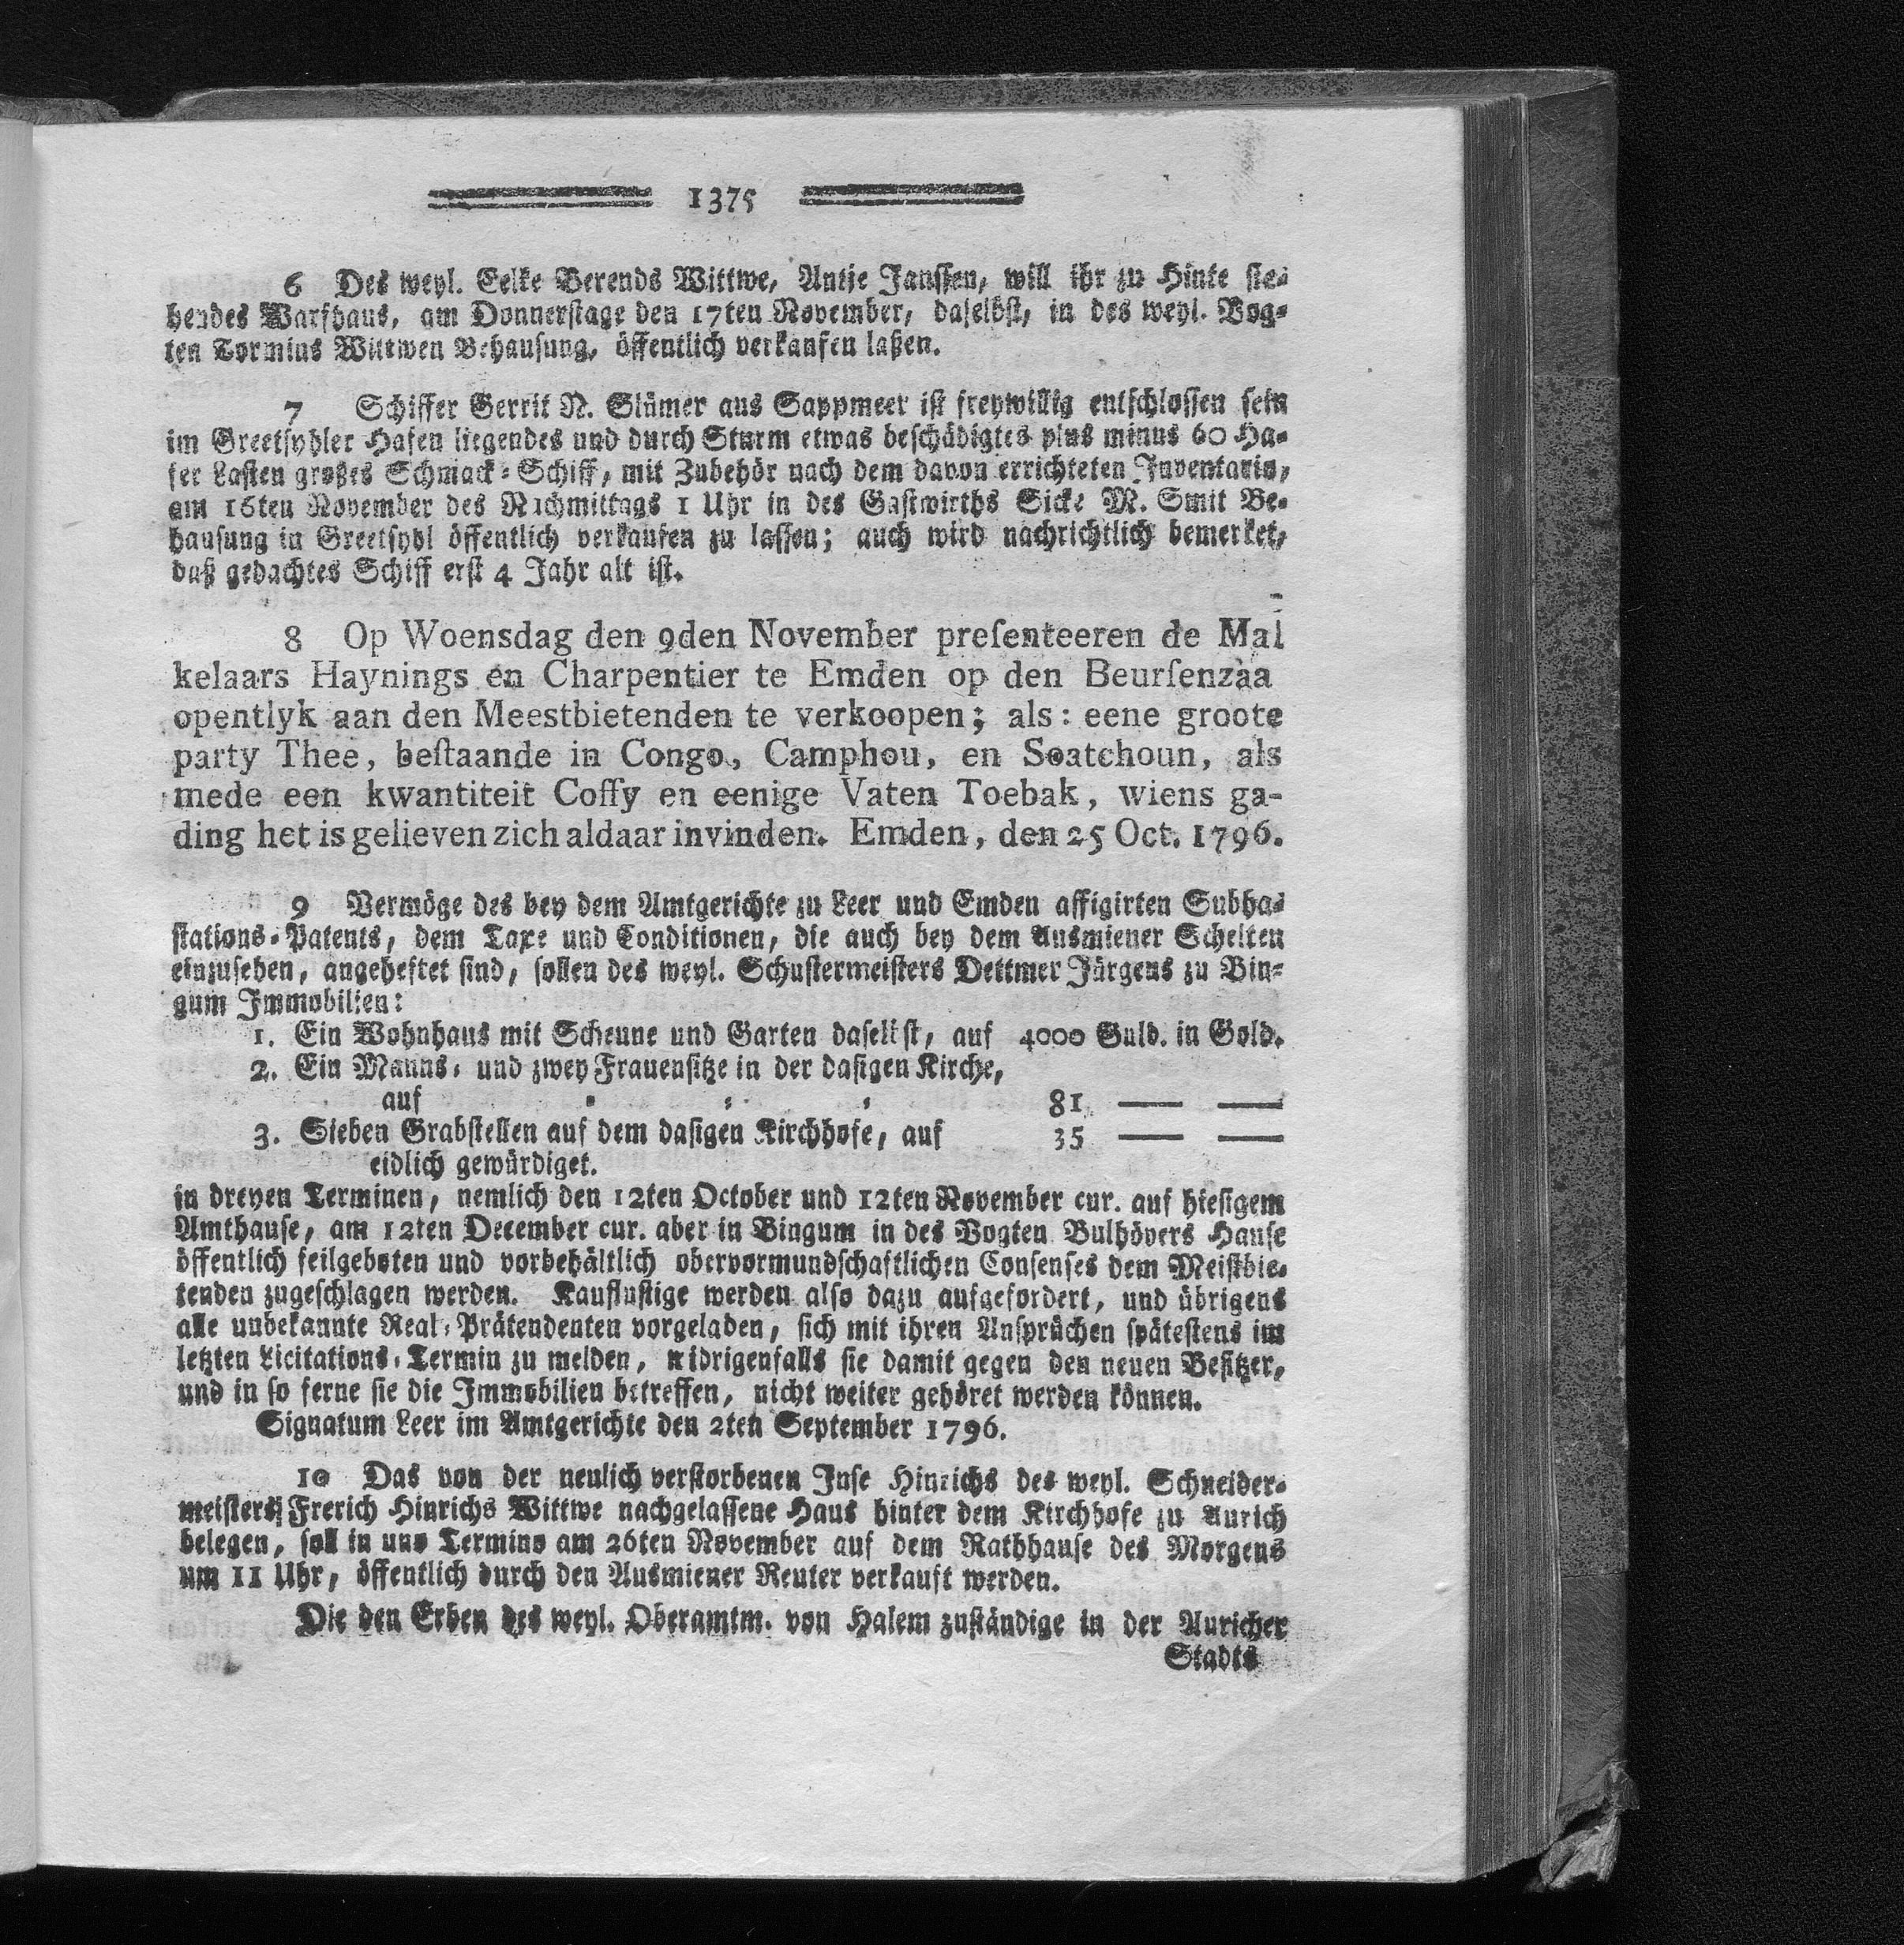 1375
6 Des weyl. Eelke Berends Wittwe, Antje Janssen, will ihr zu Hinte ste-
hendes Warfhaus, am Donnerstage den 17ten November, daselbst, in des weyl. Vog-
ten Tormins Wittwen Behausung, öffentlich verkaufen laßen.
7 Schiffer Gerrit N. Slämer aus Sappmeer ist freywillig entschlossen sein
im Greetsyhler Hafen liegendes und durch Sturm etwas beschädigtes plus minus 60 Ha-
fer Lasten großes Schmack-Schiff, mit Zubehör nach dem davon errichteten Inventario,
am 16ten November des Nachmittags 1 Uhr in des Gastwirths Sicke M. Smit Be-
hausung in Greetsyhl öffentlich verkaufen zu lassen; auch wird nachrichtlich bemerket,
daß gedachtes Schiff erst 4 Jahr alt ist.
8 Op Woensdag den 9den November presenteeren de Mal
kelaars Haynings en Charpentier te Emden op den Beursenzaa
opentlyk aan den Meestbietenden te verkoopen; als: eene groote
party Thee, bestaande in Congo, Camphou, en Soatchoun, als
mede een kwantiteit Coffy en eenige Vaten Toebak, wiens ga-
ding het is gelieven zich aldaar invinden. Emden, den 25 Oct. 1796.
9 Vermöge des bey dem Amtgerichte zu Leer und Emden affigirten Subha-
stations-Patents, dem Taxe und Conditionen, die auch bey dem Ausmiener Schelten
einzusehen, angeheftet sind, sollen des weyl. Schustermeisters Dettmer Jürgens zu Bin-
gum Immobilien:
1. Ein Wohnhaus mit Scheune und Garten daselbst, auf 4000 Guld. in Gold.
2. Ein Manns- und zwey Frauensitze in der dasigen Kirche,
auf - - - 81 — —
3. Sieben Grabstellen auf dem dasigen Kirchhofe, auf 35 — —
eidlich gewürdiget.
in dreyen Terminen, nemlich den 12ten October und 12ten November cur. auf hiesigem
Amthause, am 12ten December cur. aber in Bingum in des Vogten Bulhövers Hause
öffentlich feilgeboten und vorbehältlich obervormundschaftlichen Consenses dem Meistbie-
tenden zugeschlagen werden. Kauflustige werden also dazu aufgefordert, und übrigens
alle unbekannte Real-Prätendenten vorgeladen, sich mit ihren Ansprüchen spätestens im
letzten Licitations-Termin zu melden, widrigenfalls sie damit gegen den neuen Besitzer,
und in so ferne sie die Immobilien betreffen, nicht weiter gehöret werden können.
Signatum Leer im Amtgerichte den 2ten September 1796.
10 Das von der neulich verstorbenen Inse Hinrichs des weyl. Schneider-
meisters Frerich Hinrichs Wittwe nachgelassene Haus hinter dem Kirchhofe zu Aurich
belegen, soll in uno Termino am 26ten November auf dem Rathhause des Morgens
um 11 Uhr, öffentlich durch den Ausmiener Reuter verkauft werden.
Die den Erben des weyl. Oberamtm. von Halem zuständige in der Auricher
Stadts